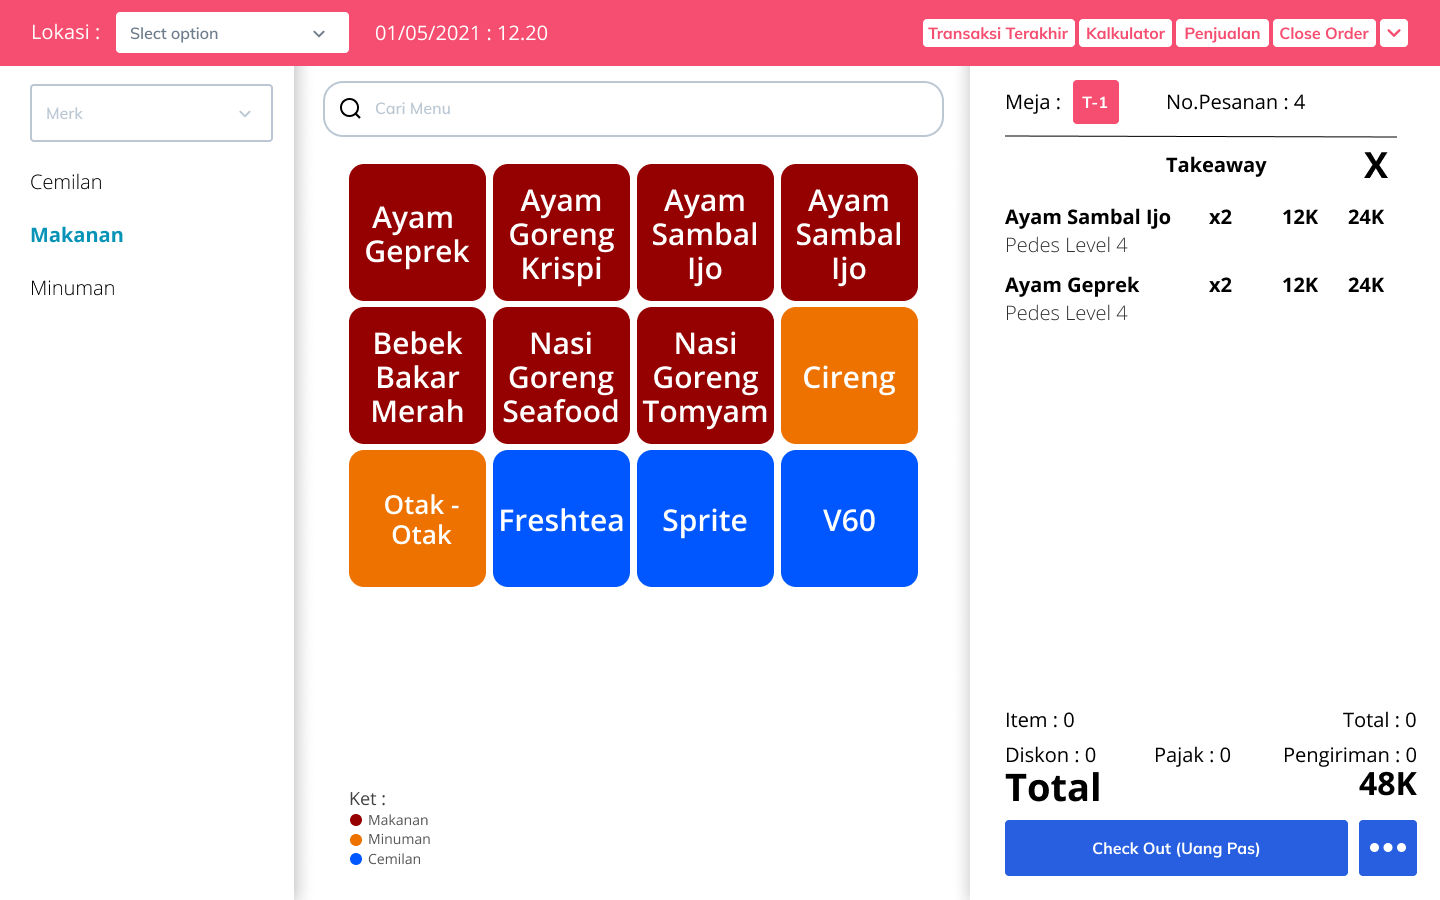 Lokasi :
Slect option
01/05/2021 : 12.20
Transaksi Terakhir
Kalkulator
Penjualan
Close Order
Merk
Cemilan
Makanan
Minuman
Cari Menu
Ayam
Geprek
Ayam
Goreng
Krispi
Ayam
Sambal
Ijo
Ayam
Sambal
Ijo
Bebek
Bakar
Merah
Nasi
Goreng
Seafood
Nasi
Goreng
Tomyam
Cireng
Otak -
Otak
Freshtea
Sprite
V60
Ket :
Makanan
Minuman
Cemilan
Meja :
T-1
No.Pesanan : 4
Takeaway
X
Ayam Sambal Ijo x2 12K 24K
Pedes Level 4
Ayam Geprek x2 12K 24K
Pedes Level 4
Item : 0 Total : 0
Diskon : 0 Pajak : 0 Pengiriman : 0
Total 48K
Check Out (Uang Pas)